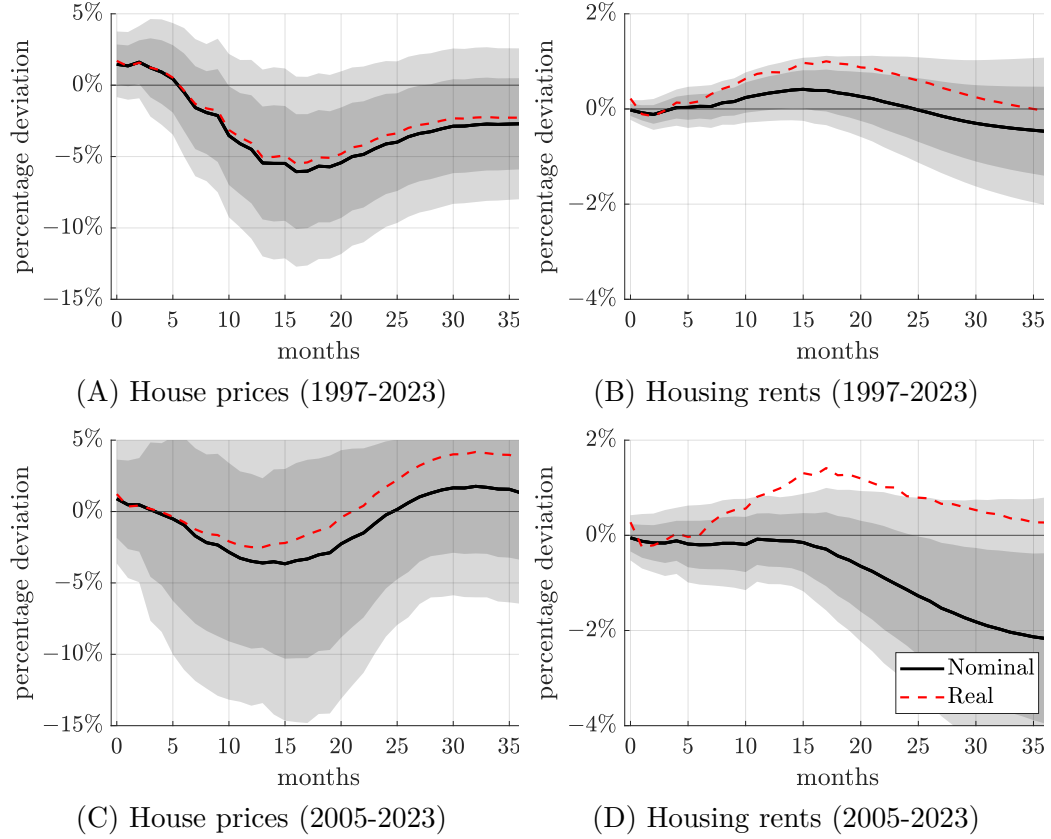 5%
0%
−5%
−10%
−15%
percentage deviation
0 5 10 15 20 25 30 35
months
(A) House prices (1997-2023)
2%
0%
−2%
−4%
percentage deviation
0 5 10 15 20 25 30 35
months
(B) Housing rents (1997-2023)
5%
0%
−5%
−10%
−15%
percentage deviation
0 5 10 15 20 25 30 35
months
(C) House prices (2005-2023)
2%
0%
−2%
−4%
percentage deviation
Nominal
Real
0 5 10 15 20 25 30 35
months
(D) Housing rents (2005-2023)